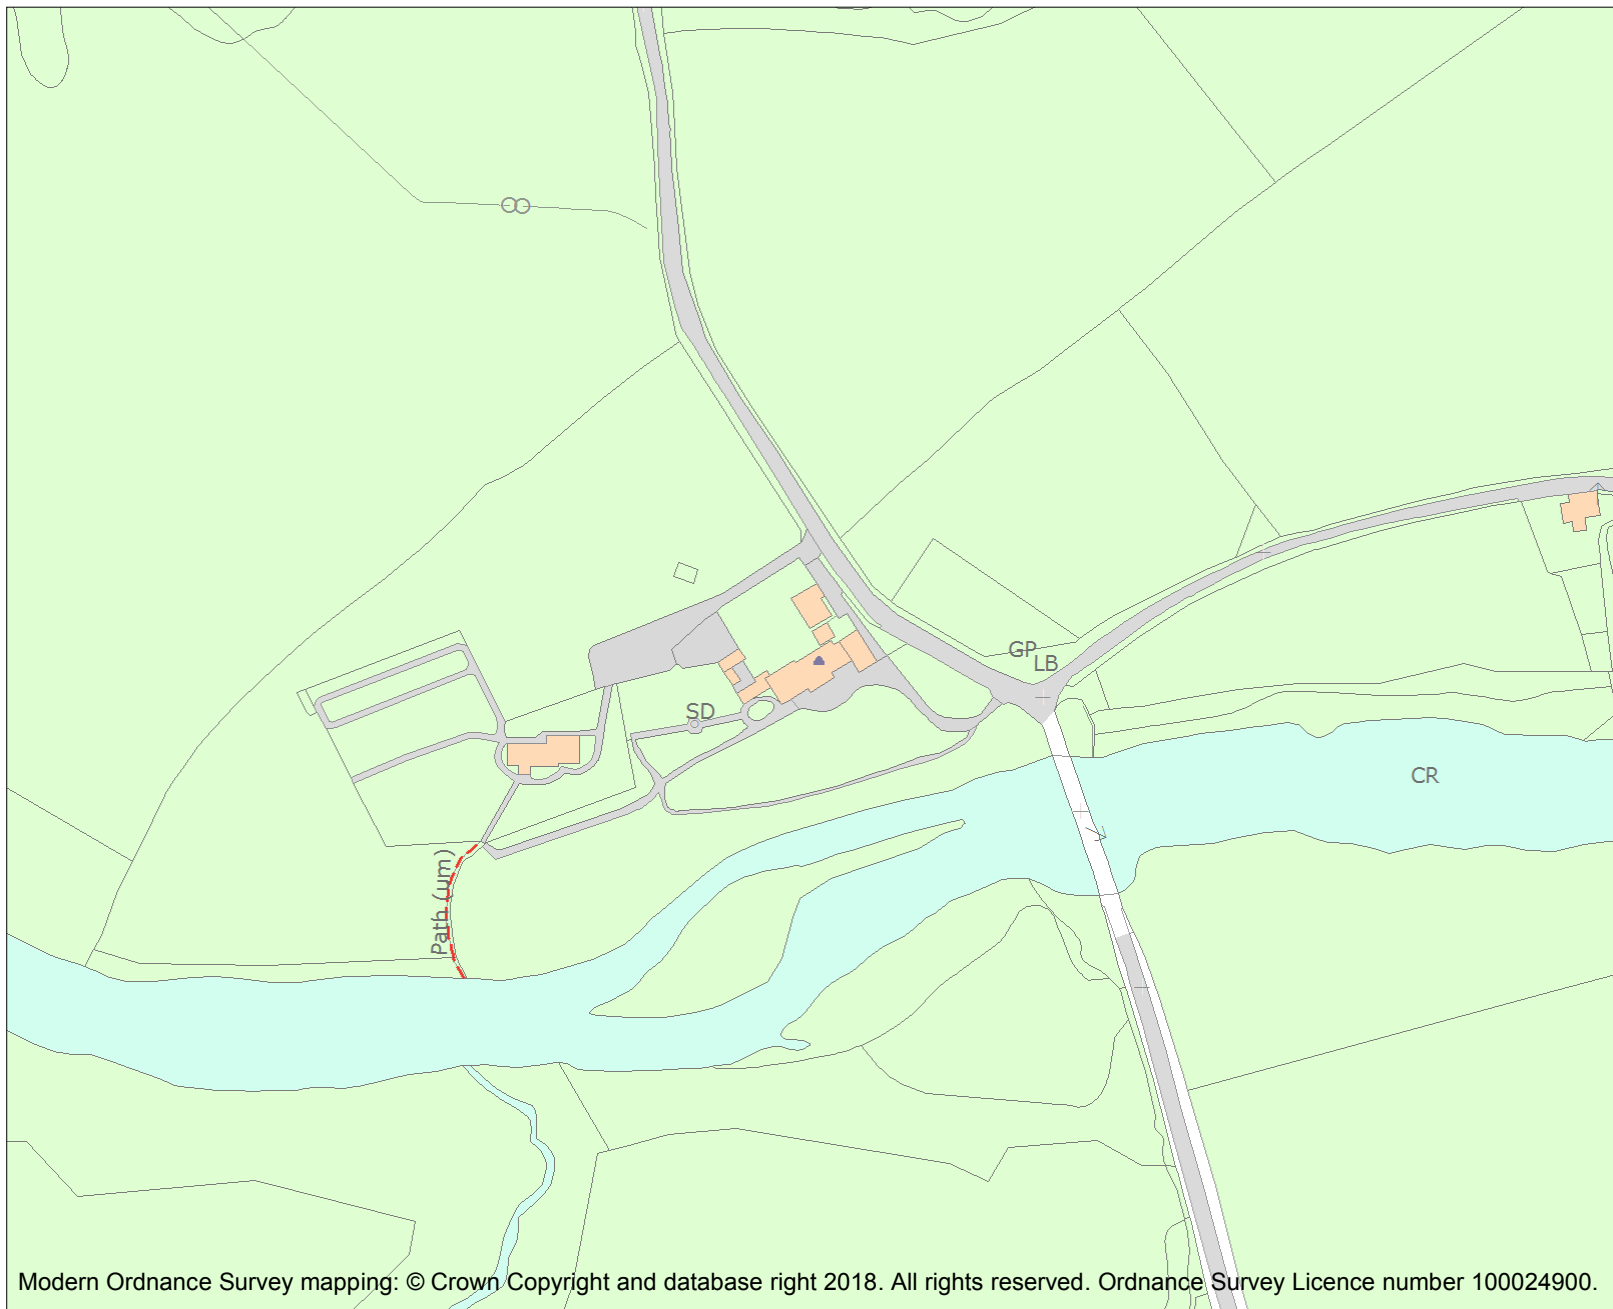 GP
LB
SD
CR
Path (um)
Modern Ordnance Survey mapping: © Crown Copyright and database right 2018. All rights reserved. Ordnance Survey Licence number 100024900.